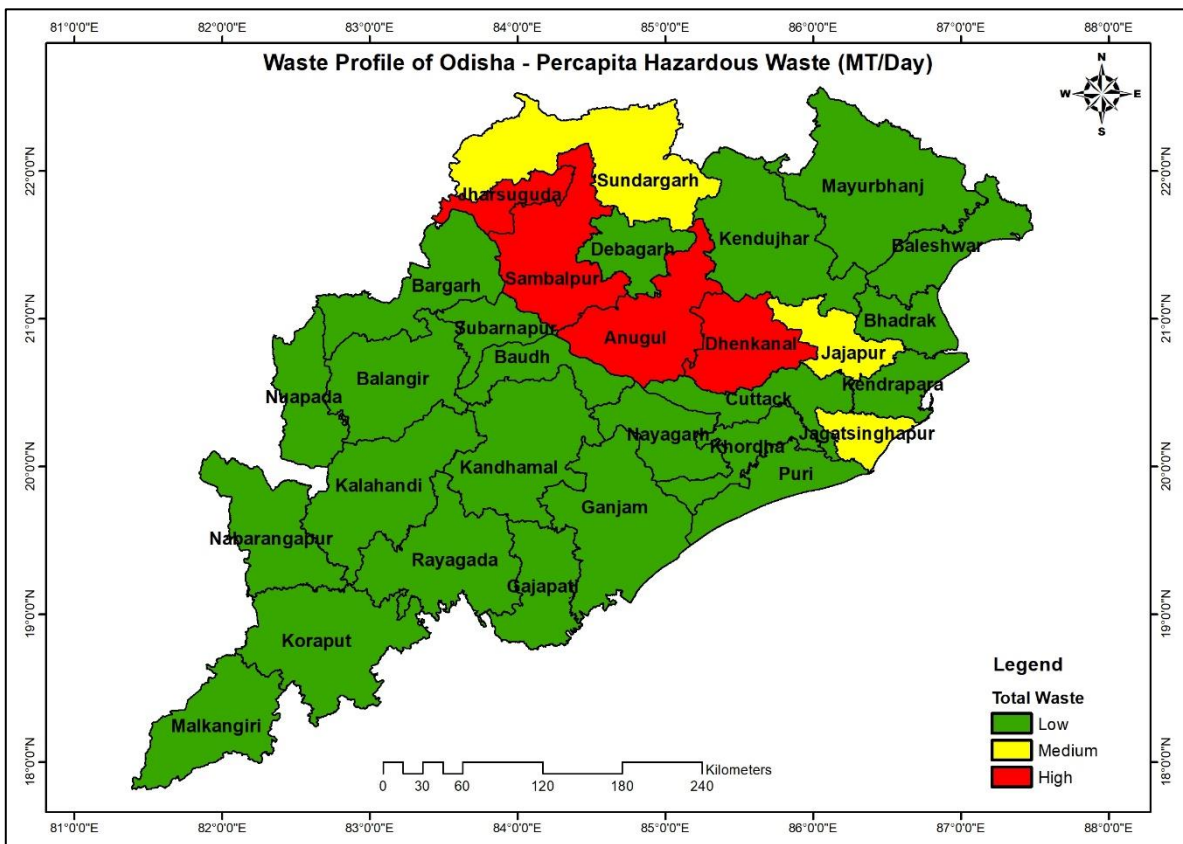 81°0'0"E 82°0'0"E 83°0'0"E 84°0'0"E 85°0'0"E 86°0'0"E 87°0'0"E 88°0'0"E
Waste Profile of Odisha - Percapita Hazardous Waste (MT/Day)
N
W E
S
22°0'0"N 22°0'0"N
Sundargarh
Mayurbhanj
Jharsuguda
Kendujhar
Baleshwar
Debagarh
Sambalpur
Bargarh
21°0'0"N 21°0'0"N
Bhadrak
Subarnapur
Anugul
Dhenkanal
Jajapur
Baudh
Balangir
Kendrapara
Nuapada
Cuttack
Nayagarh
Jagatsinghapur
Khordha
20°0'0"N 20°0'0"N
Kandhamal
Puri
Kalahandi
Ganjam
Nabarangapur
Rayagada
Gajapati
19°0'0"N 19°0'0"N
Koraput
Legend
Total Waste
Malkangiri
Low
18°0'0"N 18°0'0"N
Medium
Kilometers
High
0 30 60 120 180 240
81°0'0"E 82°0'0"E 83°0'0"E 84°0'0"E 85°0'0"E 86°0'0"E 87°0'0"E 88°0'0"E